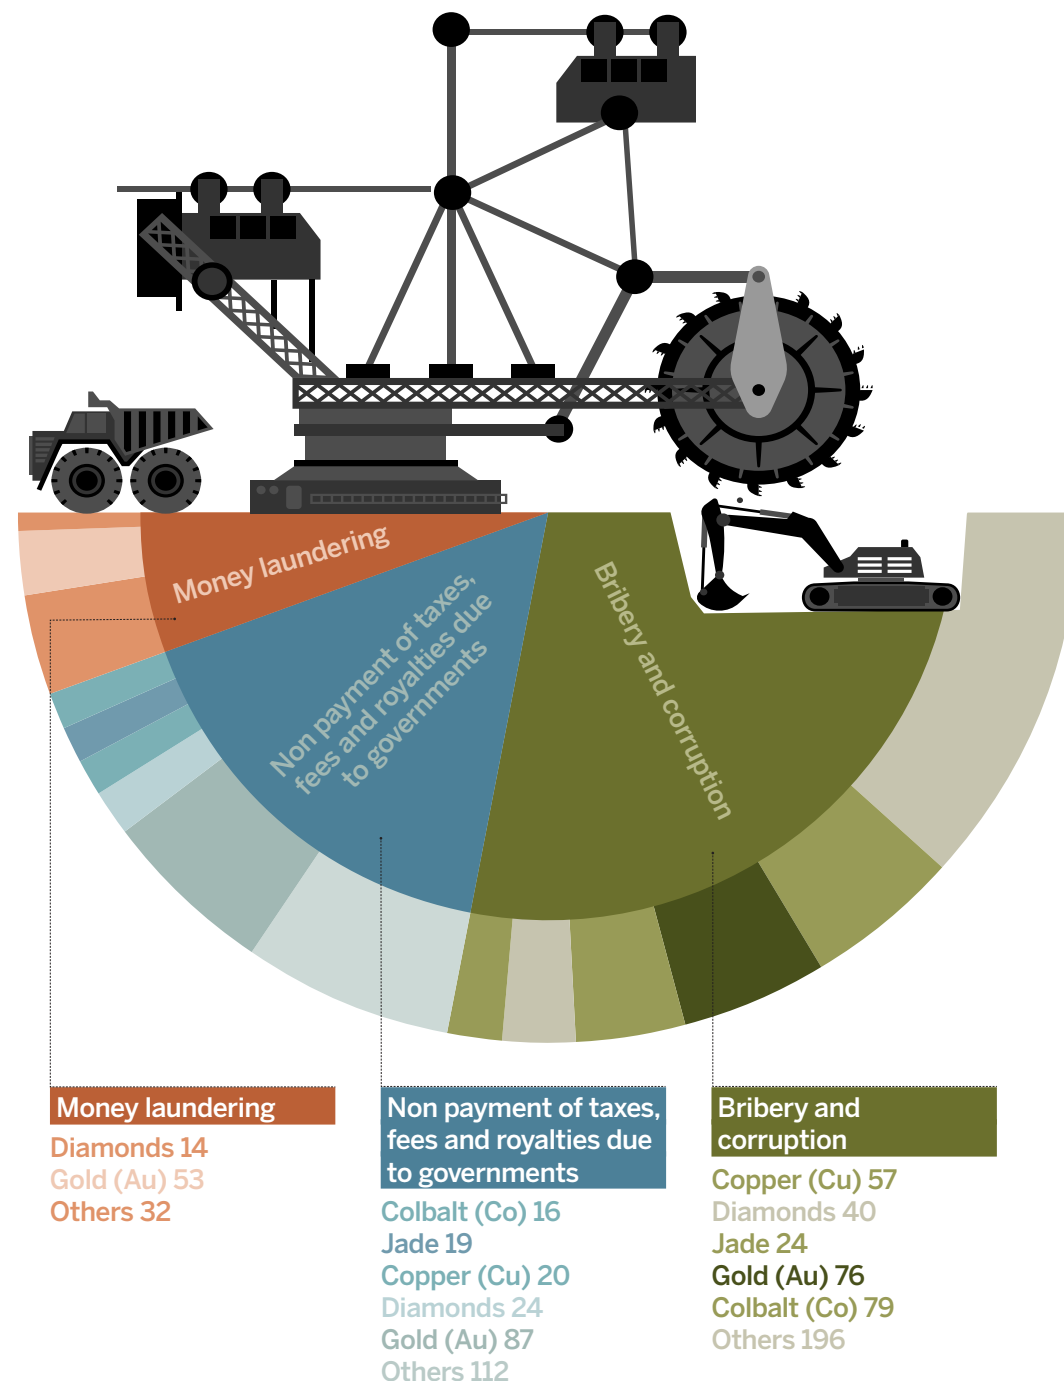 Money laundering
Non payment of taxes,
fees and royalties due
to governments
Bribery and corruption
Money laundering
Diamonds 14
Gold (Au) 53
Others 32
Non payment of taxes,
fees and royalties due
to governments
Colbalt (Co) 16
Jade 19
Copper (Cu) 20
Diamonds 24
Gold (Au) 87
Others 112
Bribery and
corruption
Copper (Cu) 57
Diamonds 40
Jade 24
Gold (Au) 76
Colbalt (Co) 79
Others 196